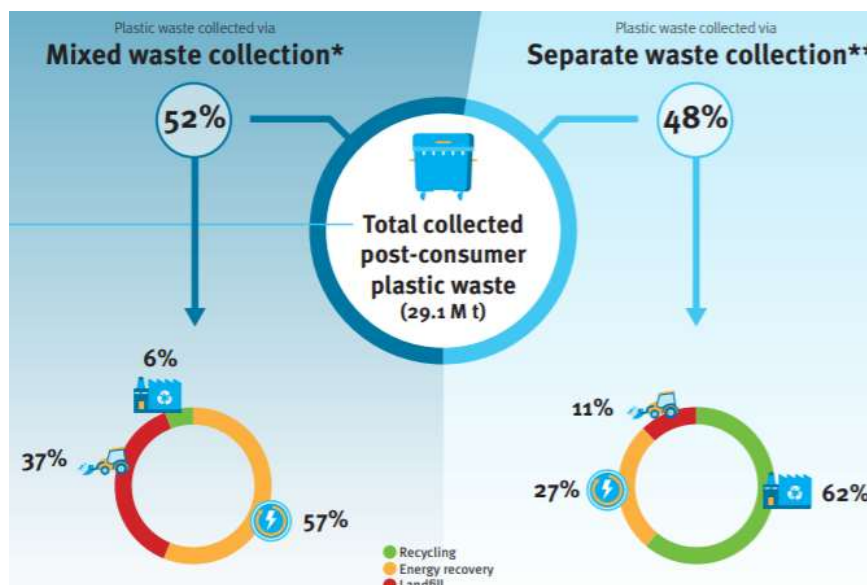 Plastic waste collected via
Mixed waste collection*
52%
Plastic waste collected via
Separate waste collection**
48%
Total collected
post-consumer
plastic waste
(29.1 M t)
6%
37%
57%
11%
27%
62%
Recycling
Energy recovery
Landfill